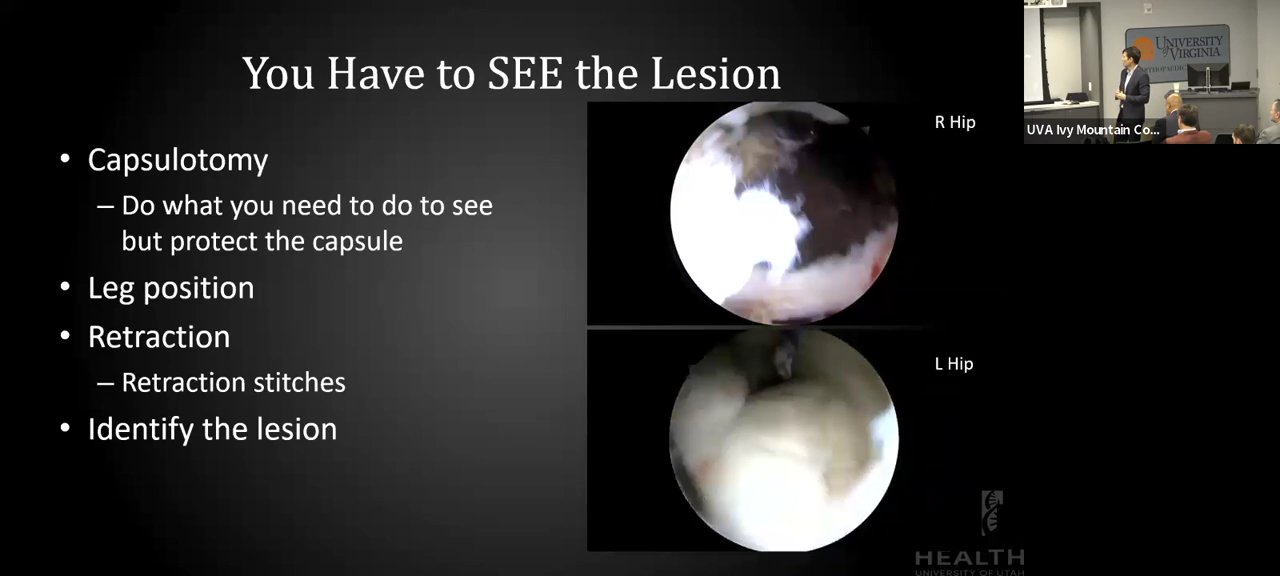 You Have to SEE the Lesion
• Capsulotomy
– Do what you need to do to see
but protect the capsule
• Leg position
• Retraction
– Retraction stitches
• Identify the lesion
R Hip
L Hip
HEALTH
UNIVERSITY OF UTAH
UNIVERSITY
OF VIRGINIA
UVA Ivy Mountain Co...